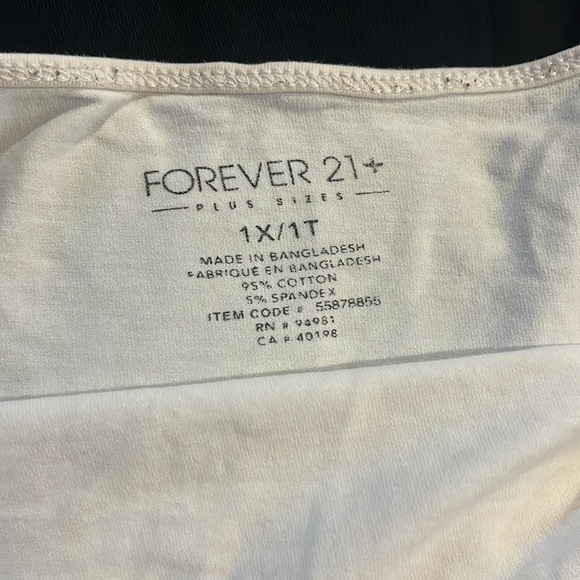 FOREVER 21+
PLUS SIZES
1X/1T
MADE IN BANGLADESH
FABRIQUÉ EN BANGLADESH
95% COTTON
5% SPANDEX
ITEM CODE # 55878855
RN # 94981
CA # 40198